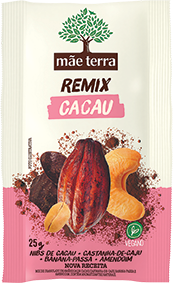 mãe terra
REMIX
CACAU
25g
VEGANO
NIBS DE CACAU • CASTANHA-DE-CAJU
• BANANA-PASSA • AMENDOIM
NOVA RECEITA